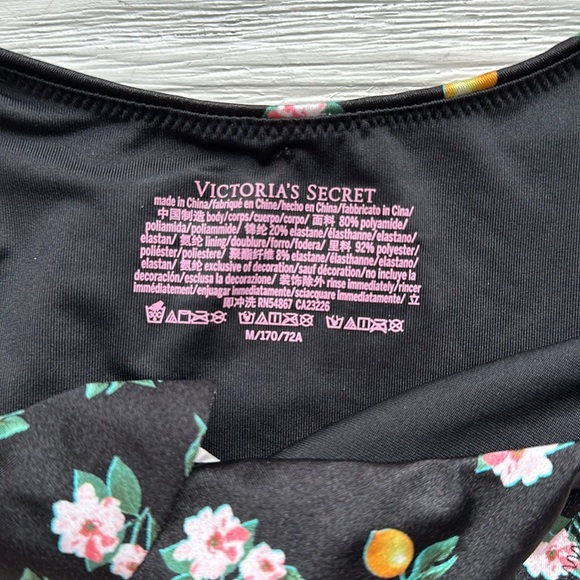 VICTORIA'S SECRET
made in China/fabriqué en Chine/hecho en China/fabbricato in Cina/
中国制造 body/corps/cuerpo/corpo/ 面料 80% polyamide/
poliamida/poliammide/ 锦纶 20% elastane/élasthanne/elastano/
elastan/ 氨纶 lining/doublure/forro/fodera/ 里料 92% polyester/
poliéster/poliestere/ 聚酯纤维 8% elastane/élasthanne/elastano/
elastan/ 氨纶 exclusive of decoration/sauf décoration/no incluye la
decoración/esclusa la decorazione/ 装饰除外 rinse immediately/rincer
immédiatement/enjuagar inmediatamente/sciacquare immediatamente/ 立
即冲洗 RN54867 CA23226
M/170/72A